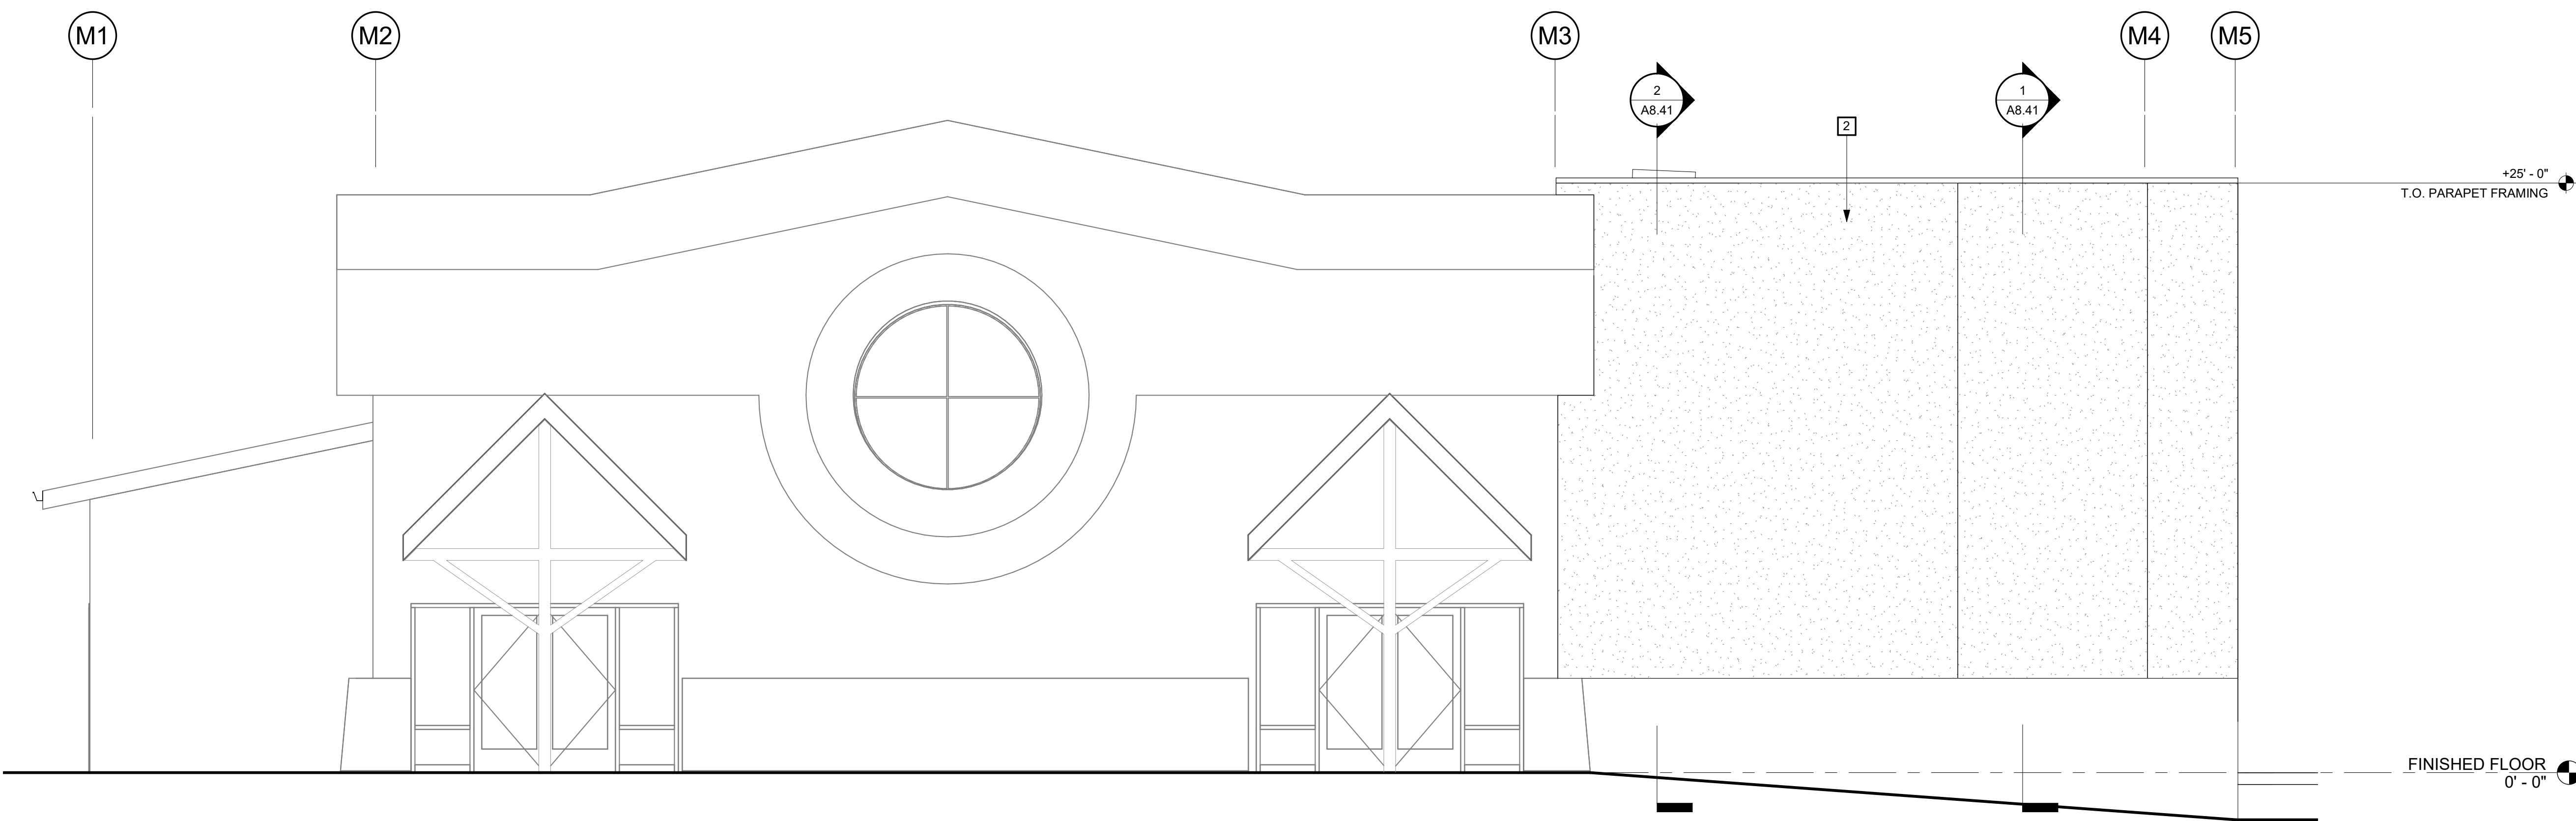 M1
M2
M3
M4
M5
2
A8.41
1
A8.41
2
+25' - 0"
T.O. PARAPET FRAMING
FINISHED FLOOR
0' - 0"